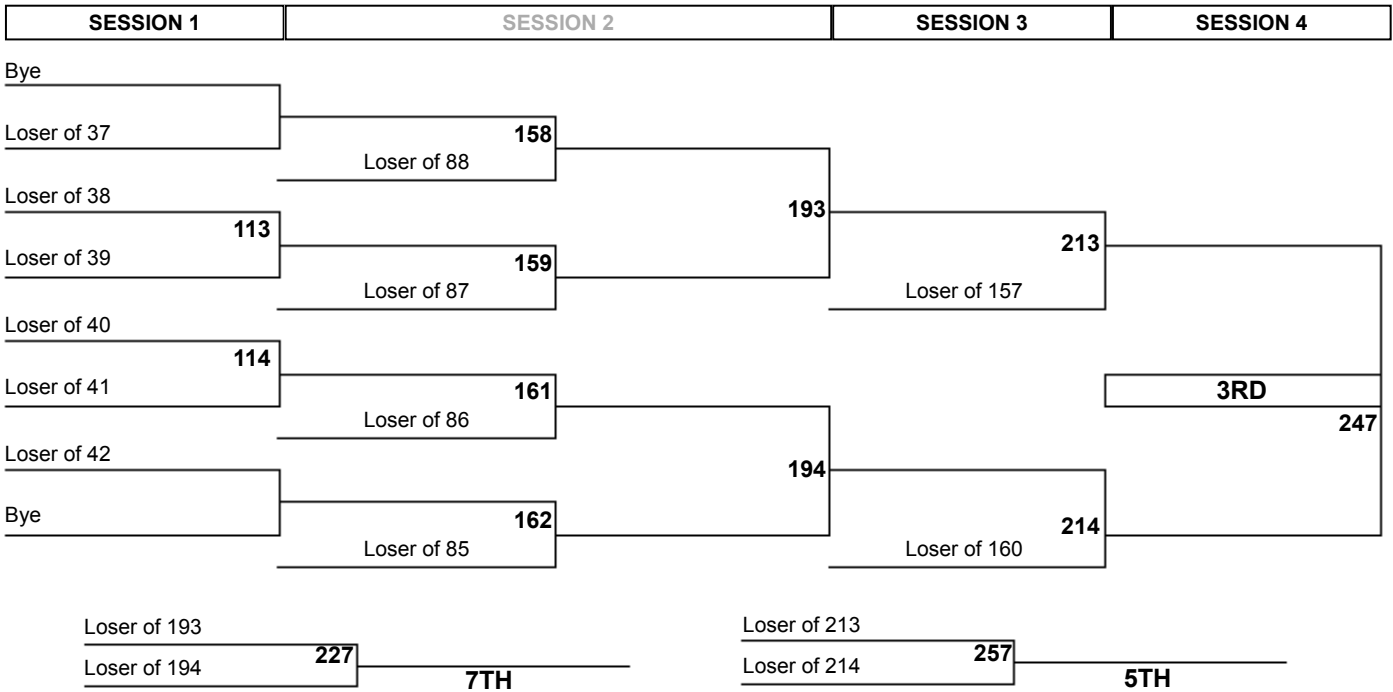 SESSION 1 SESSION 2 SESSION 3 SESSION 4
Bye
Loser of 37
158
Loser of 88
Loser of 38
193
113
213
Loser of 39
159
Loser of 87
Loser of 157
Loser of 40
114
Loser of 41
161
3RD
Loser of 86
247
Loser of 42
194
Bye
162
214
Loser of 85
Loser of 160
Loser of 193
227
Loser of 194
7TH
Loser of 213
257
Loser of 214
5TH